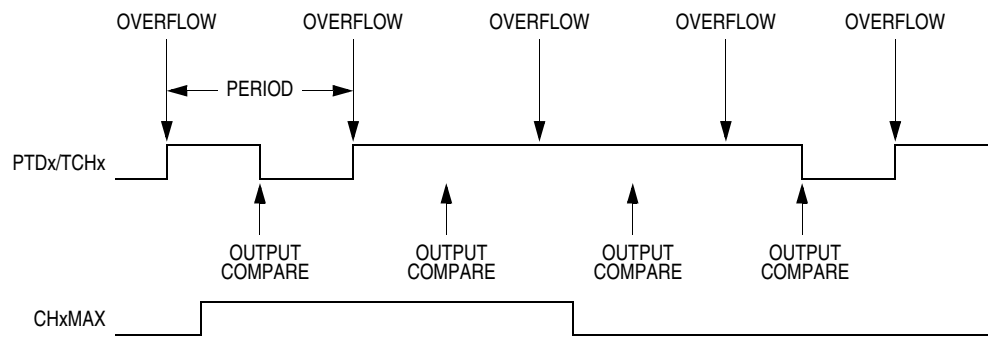 OVERFLOW OVERFLOW OVERFLOW OVERFLOW OVERFLOW
PERIOD
PTDx/TCHx
OUTPUT OUTPUT OUTPUT OUTPUT
COMPARE COMPARE COMPARE COMPARE
CHxMAX